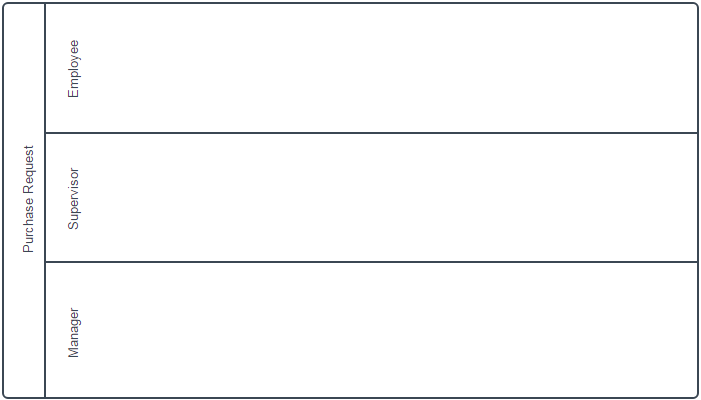 Purchase Request
Employee
Supervisor
Manager